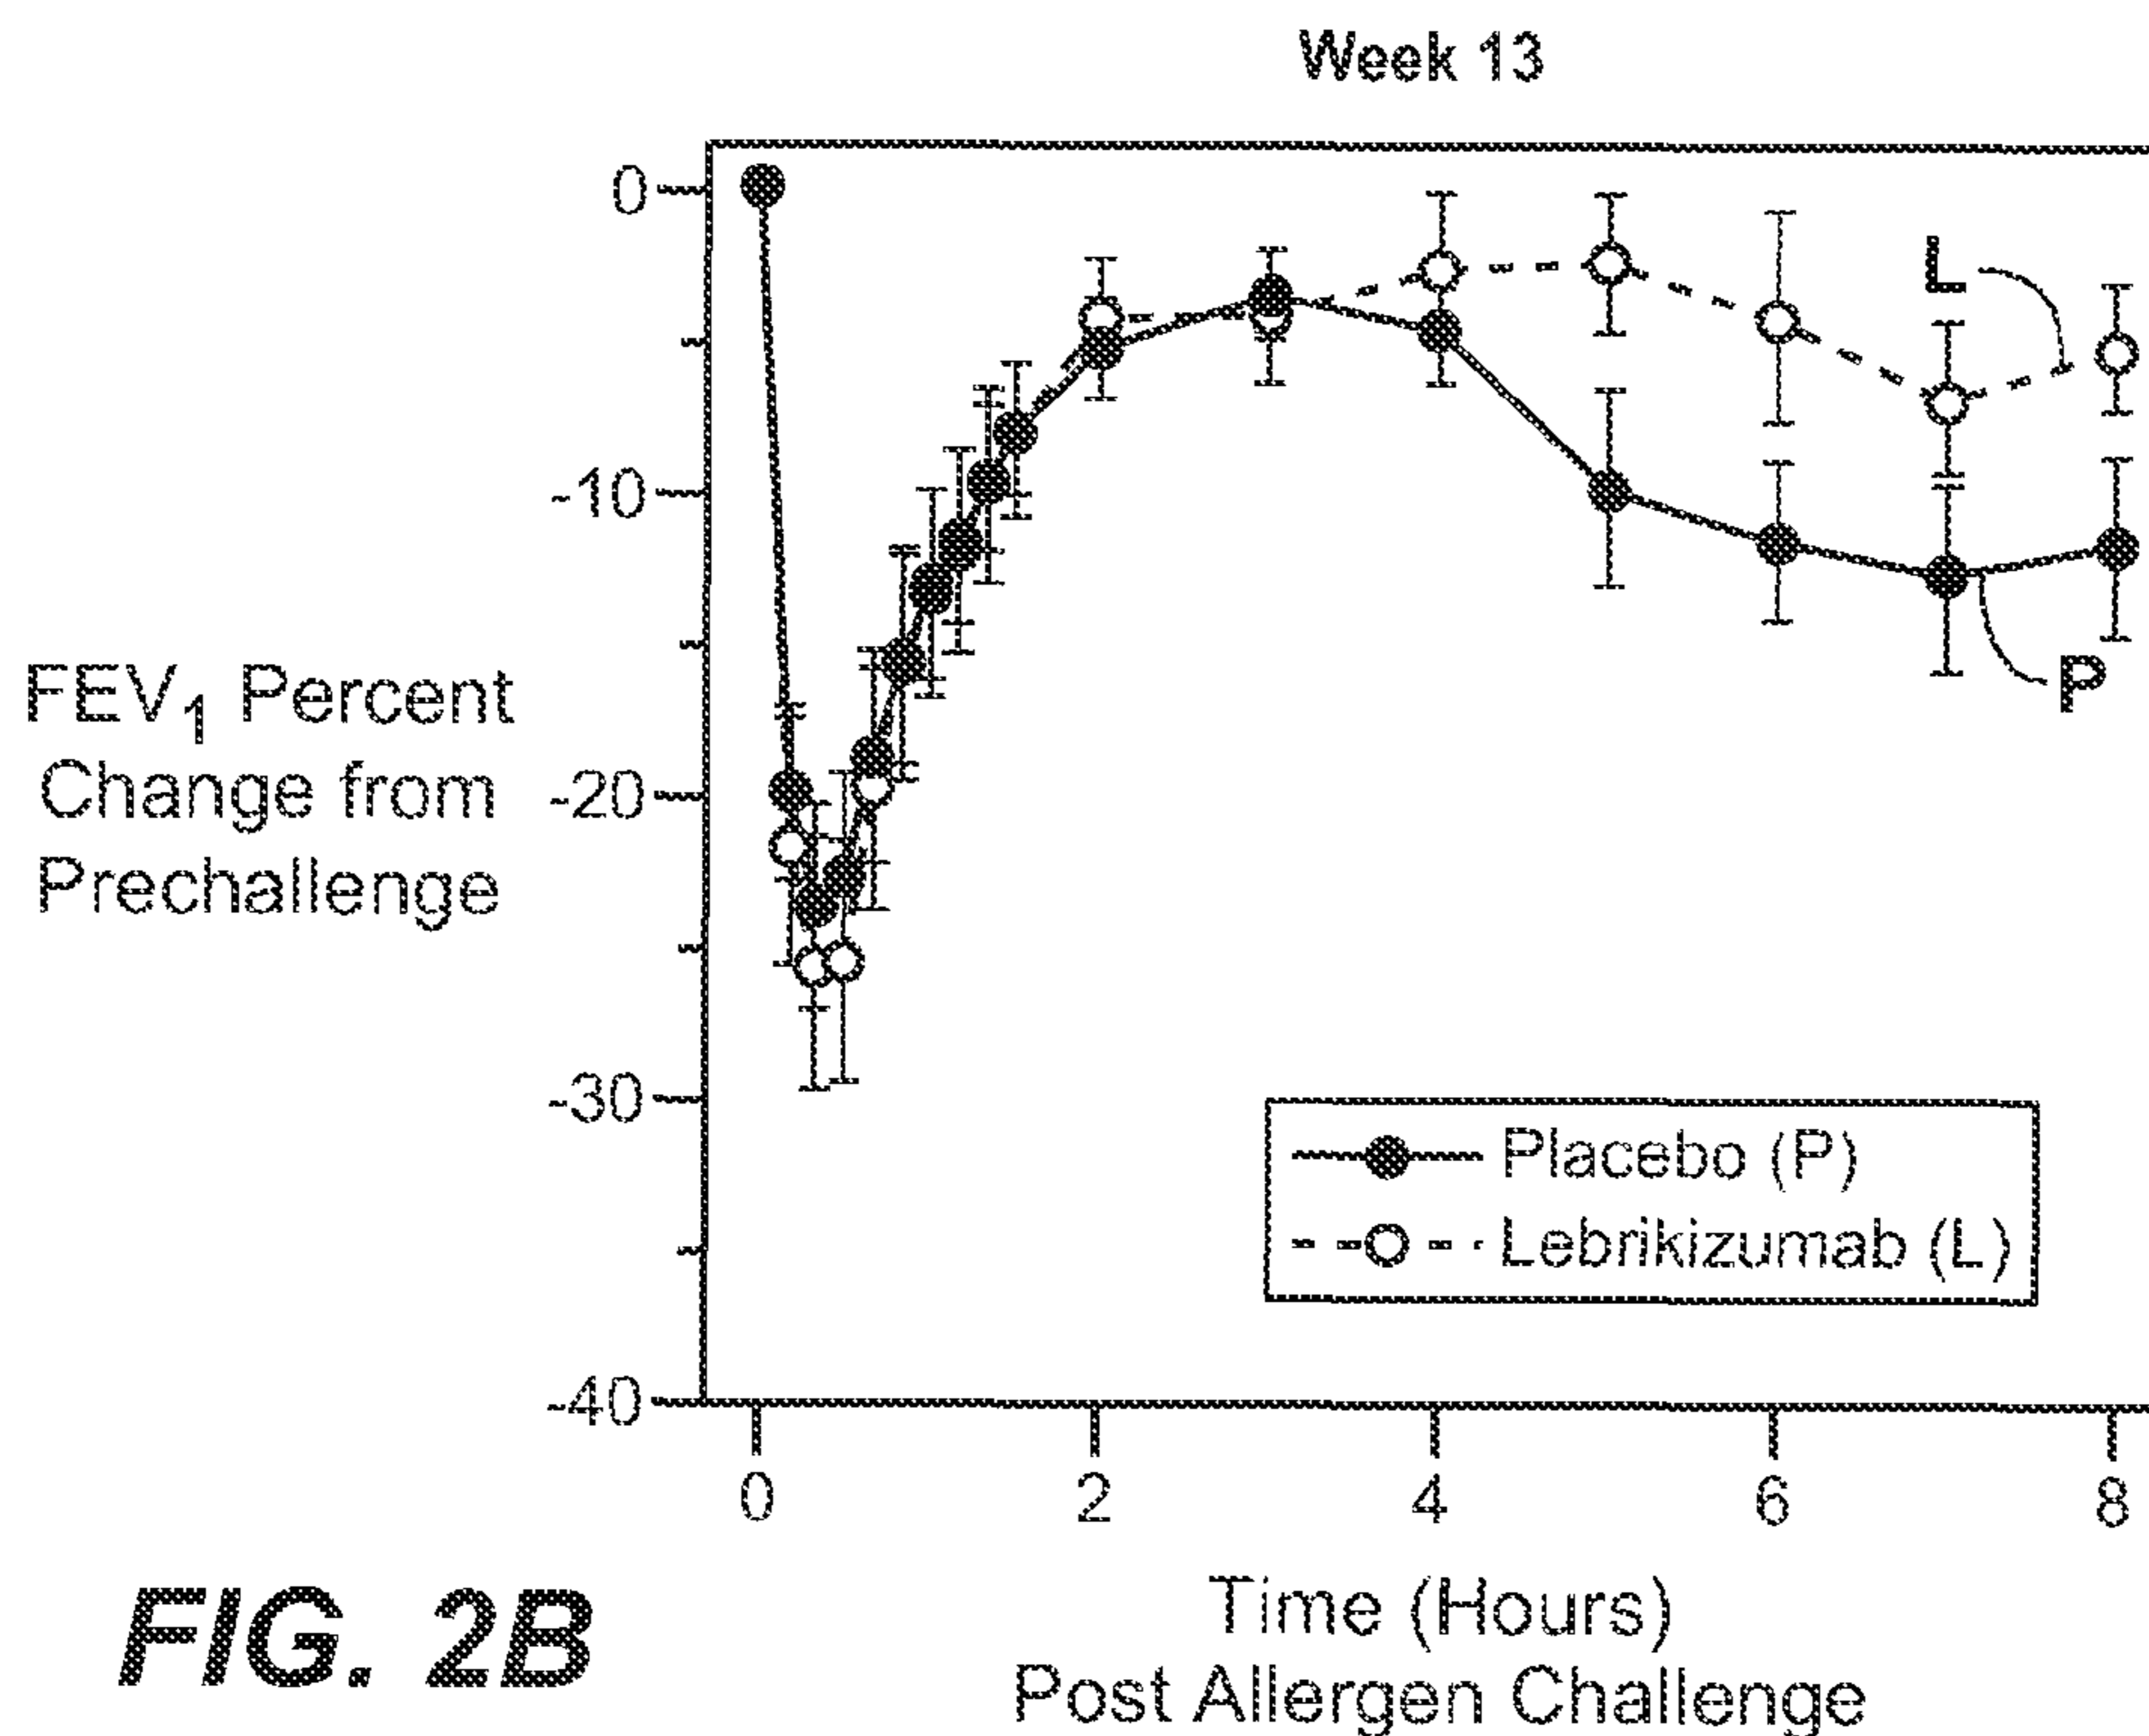 Week 13
0
-10
-20
-30
-40
FEV₁ Percent
Change from
Prechallenge
L
P
Placebo (P)
Lebrikizumab (L)
0 2 4 6 8
Time (Hours)
Post Allergen Challenge
FIG. 2B